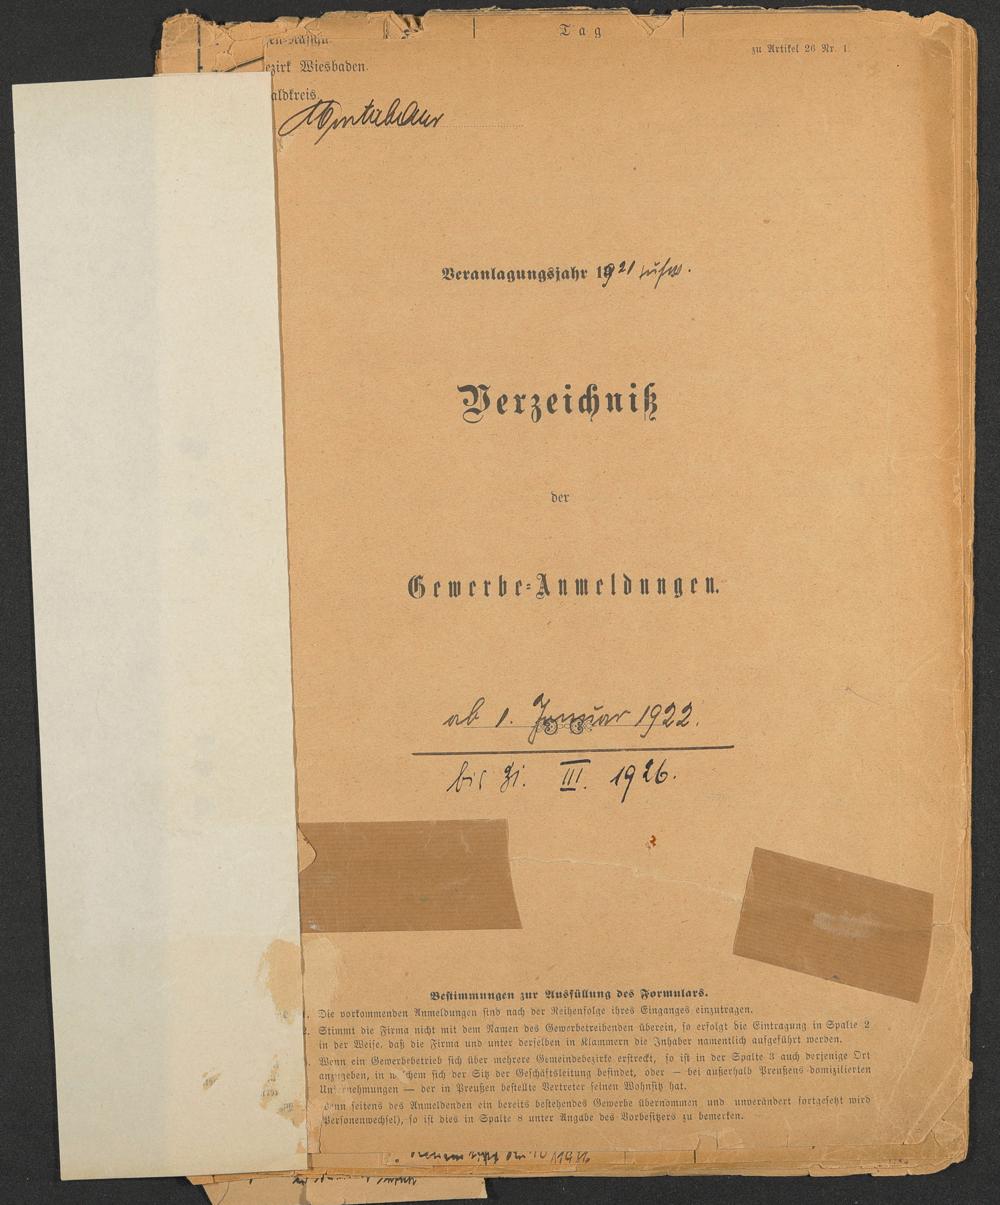 Tag
zu Artikel 26 Nr. 1.
ezirk Wiesbaden.
aldkreis.
Montabaur
Veranlagungsjahr 1921 usw.
Verzeichniß
der
Gewerbe-Anmeldungen.
ab 1. Januar 1922.
bis 31. III. 1926.
Bestimmungen zur Ausfüllung des Formulars.
1. Die vorkommenden Anmeldungen sind nach der Reihenfolge ihres Einganges einzutragen.
2. Stimmt die Firma nicht mit dem Namen des Gewerbetreibenden überein, so erfolgt die Eintragung in Spalte 2
in der Weise, daß die Firma und unter derselben in Klammern die Inhaber namentlich aufgeführt werden.
Wenn ein Gewerbebetrieb sich über mehrere Gemeindebezirke erstreckt, so ist in der Spalte 3 auch derjenige Ort
anzugeben, in welchem sich der Sitz der Geschäftsleitung befindet, oder — bei außerhalb Preußens domizilierten
Unternehmungen — der in Preußen bestellte Vertreter seinen Wohnsitz hat.
Wenn seitens des Anmeldenden ein bereits bestehendes Gewerbe übernommen und unverändert fortgesetzt wird
Personenwechsel), so ist dies in Spalte 8 unter Angabe des Vorbesitzers zu bemerken.